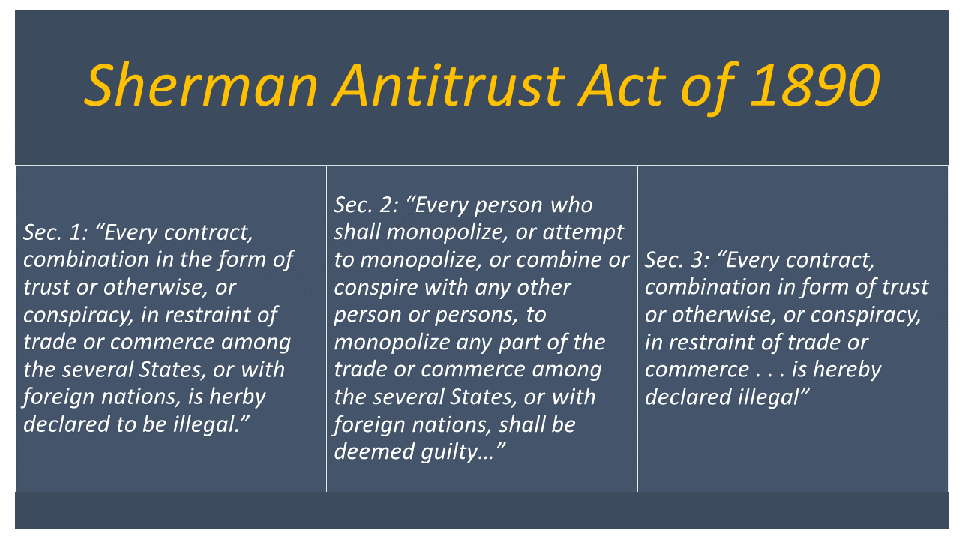 Sherman Antitrust Act of 1890
Sec. 1: “Every contract,
combination in the form of
trust or otherwise, or
conspiracy, in restraint of
trade or commerce among
the several States, or with
foreign nations, is herby
declared to be illegal.”
Sec. 2: “Every person who
shall monopolize, or attempt
to monopolize, or combine or
conspire with any other
person or persons, to
monopolize any part of the
trade or commerce among
the several States, or with
foreign nations, shall be
deemed guilty…”
Sec. 3: “Every contract,
combination in form of trust
or otherwise, or conspiracy,
in restraint of trade or
commerce . . . is hereby
declared illegal”